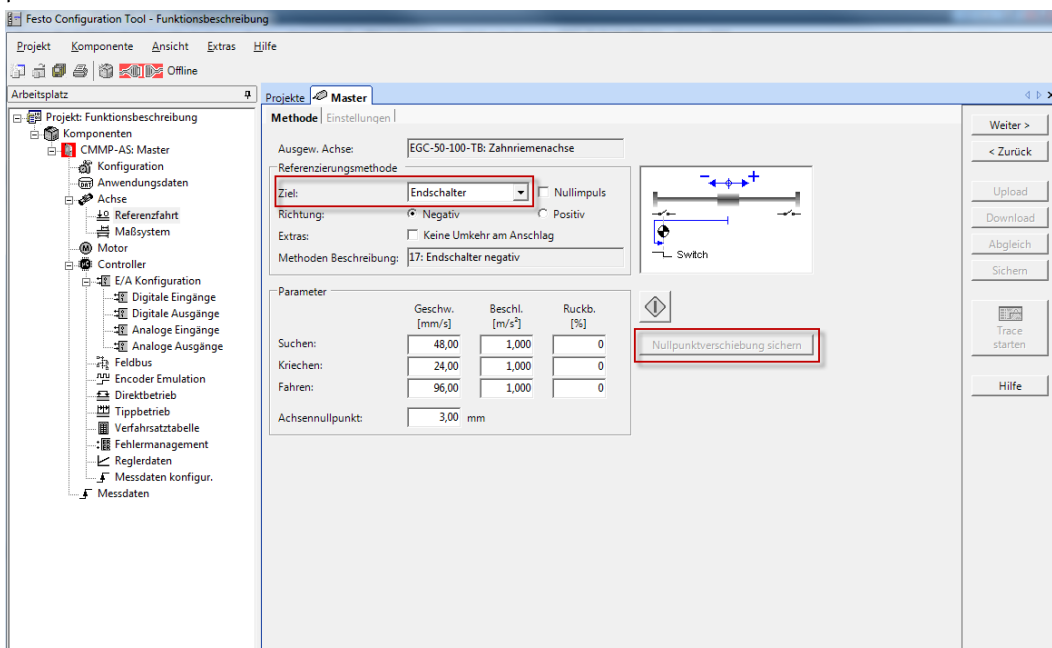 Festo Configuration Tool - Funktionsbeschreibung
Projekt Komponente Ansicht Extras Hilfe
Offline
Arbeitsplatz
Projekt: Funktionsbeschreibung
Komponenten
CMMP-AS: Master
Konfiguration
Anwendungsdaten
Achse
Referenzfahrt
Maßsystem
Motor
Controller
E/A Konfiguration
Digitale Eingänge
Digitale Ausgänge
Analoge Eingänge
Analoge Ausgänge
Feldbus
Encoder Emulation
Direktbetrieb
Tippbetrieb
Verfahrsatztabelle
Fehlermanagement
Reglerdaten
Messdaten konfigur.
Messdaten
Projekte Master
Methode Einstellungen
Ausgew. Achse: EGC-50-100-TB: Zahnriemenachse
Referenzierungsmethode
Ziel: Endschalter Nullimpuls
Richtung: Negativ Positiv
Extras: Keine Umkehr am Anschlag
Methoden Beschreibung: 17: Endschalter negativ
- +
Switch
Parameter
Geschw. Beschl. Ruckb.
[mm/s] [m/s²] [%]
Suchen: 48,00 1,000 0
Kriechen: 24,00 1,000 0
Fahren: 96,00 1,000 0
Achsennullpunkt: 3,00 mm
Nullpunktverschiebung sichern
Weiter >
< Zurück
Upload
Download
Abgleich
Sichern
Trace
starten
Hilfe